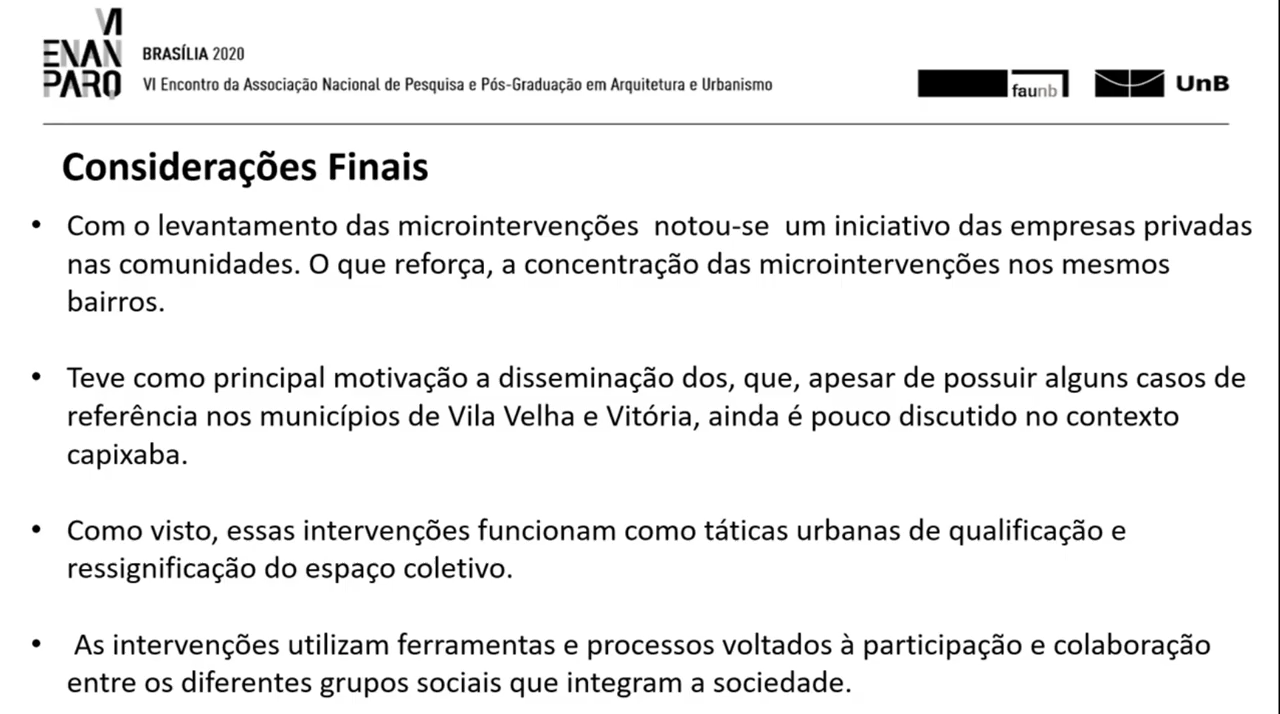 VI
ENAN
PARQ
BRASÍLIA 2020
VI Encontro da Associação Nacional de Pesquisa e Pós-Graduação em Arquitetura e Urbanismo
faunb
UnB
Considerações Finais
• Com o levantamento das microintervenções notou-se um iniciativo das empresas privadas
nas comunidades. O que reforça, a concentração das microintervenções nos mesmos
bairros.
• Teve como principal motivação a disseminação dos, que, apesar de possuir alguns casos de
referência nos municípios de Vila Velha e Vitória, ainda é pouco discutido no contexto
capixaba.
• Como visto, essas intervenções funcionam como táticas urbanas de qualificação e
ressignificação do espaço coletivo.
• As intervenções utilizam ferramentas e processos voltados à participação e colaboração
entre os diferentes grupos sociais que integram a sociedade.